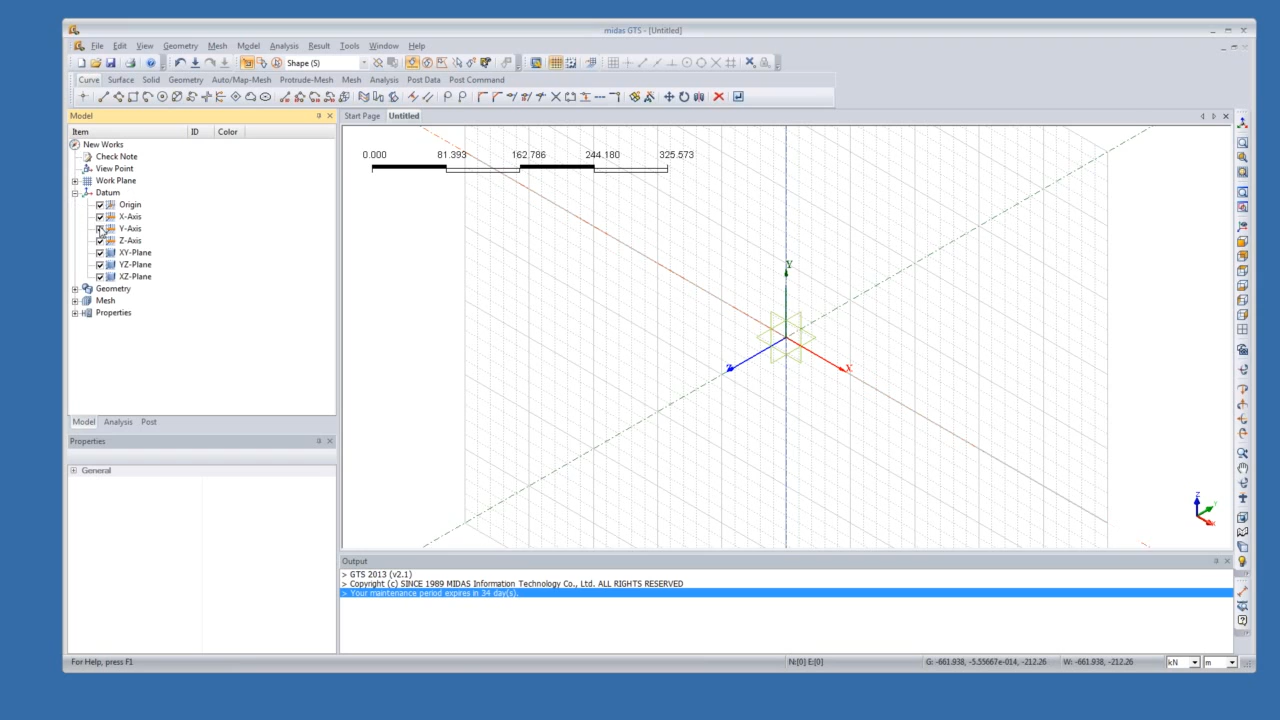 midas GTS - [Untitled]
File Edit View Geometry Mesh Model Analysis Result Tools Window Help
Shape (S)
Curve Surface Solid Geometry Auto/Map-Mesh Protrude-Mesh Mesh Analysis Post Data Post Command
Model
Item ID Color
New Works
Check Note
View Point
Work Plane
Datum
Origin
X-Axis
Y-Axis
Z-Axis
XY-Plane
YZ-Plane
XZ-Plane
Geometry
Mesh
Properties
Model Analysis Post
Properties
General
Start Page Untitled
0.000 81.393 162.786 244.180 325.573
Y
Z X
Z
Y
X
Output
> GTS 2013 (v2.1)
> Copyright (c) SINCE 1989 MIDAS Information Technology Co., Ltd. ALL RIGHTS RESERVED
> Your maintenance period expires in 34 day(s).
For Help, press F1 N:[0] E:[0] G: -661.938, -5.55667e-014, -212.26 W: -661.938, -212.26 kN m